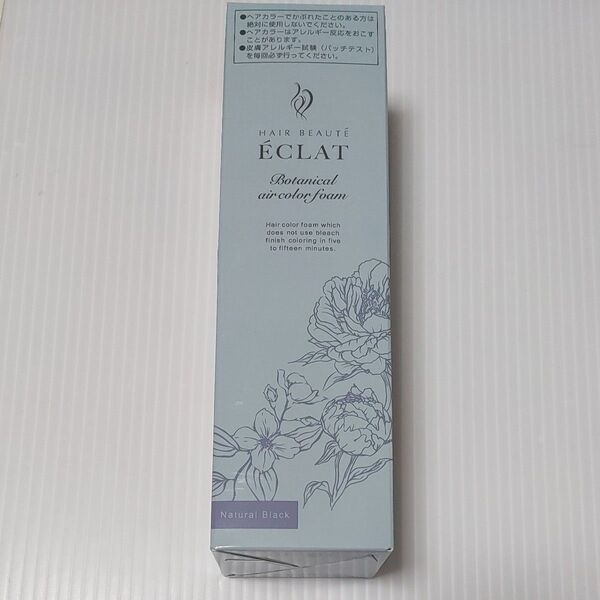 ●ヘアカラーでかぶれたことのある方は
絶対に使用しないでください。
●ヘアカラーはアレルギー反応をおこす
ことがあります。
●皮膚アレルギー試験（パッチテスト）
を毎回必ず行ってください。
HAIR BEAUTÉ
ÉCLAT
Botanical
air color foam
Hair color foam which
does not use bleach
finish coloring in five
to fifteen minutes.
Natural Black